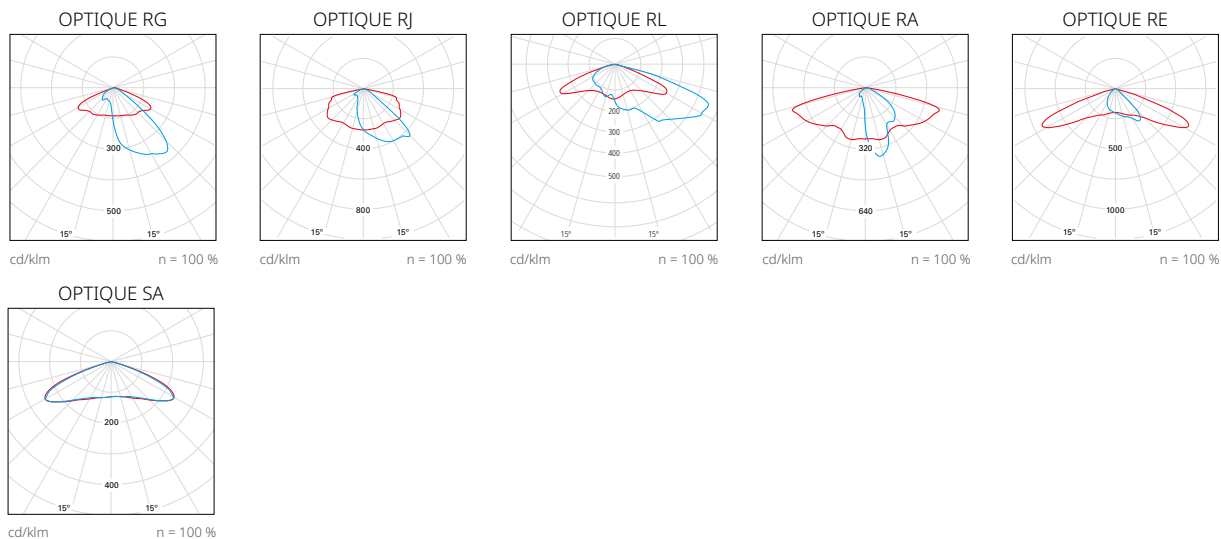 OPTIQUE RG
300
500
15° 15°
cd/klm n = 100 %
OPTIQUE RJ
400
800
15° 15°
cd/klm n = 100 %
OPTIQUE RL
200
300
400
500
15° 15°
cd/klm n = 100 %
OPTIQUE RA
320
640
15° 15°
cd/klm n = 100 %
OPTIQUE RE
500
1000
15° 15°
cd/klm n = 100 %
OPTIQUE SA
200
400
15° 15°
cd/klm n = 100 %